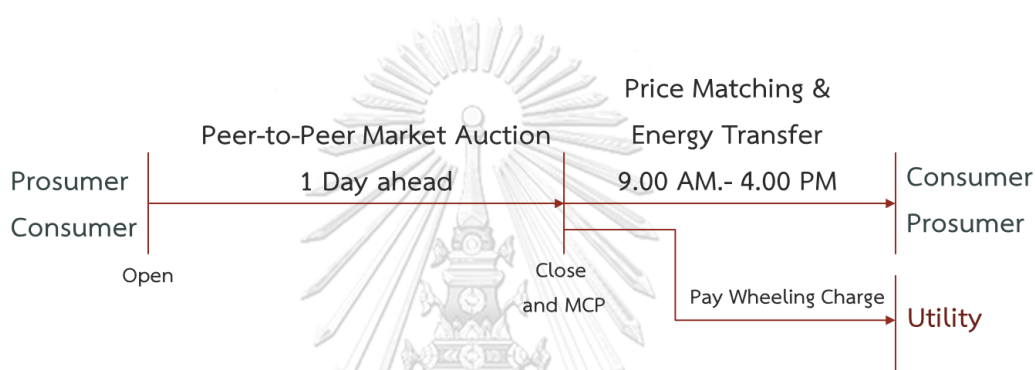 Price Matching &
Peer-to-Peer Market Auction
Energy Transfer
Prosumer
1 Day ahead
9.00 AM.- 4.00 PM
Consumer
Consumer
Prosumer
Open
Close
and MCP
Pay Wheeling Charge
Utility